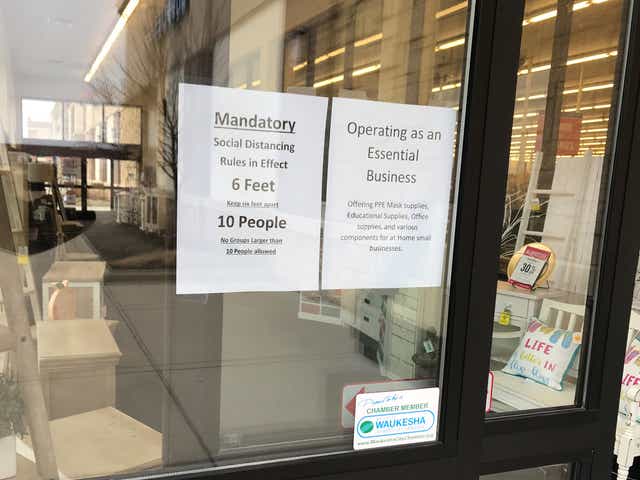 Mandatory
Social Distancing
Rules in Effect
6 Feet
Keep six feet apart
10 People
No Groups Larger than
10 People allowed
Operating as an
Essential
Business
Offering PPE Mask supplies,
Educational Supplies, Office
supplies, and various
components for at Home small
businesses.
CHAMBER MEMBER
WAUKESHA
30
LIFE
IN